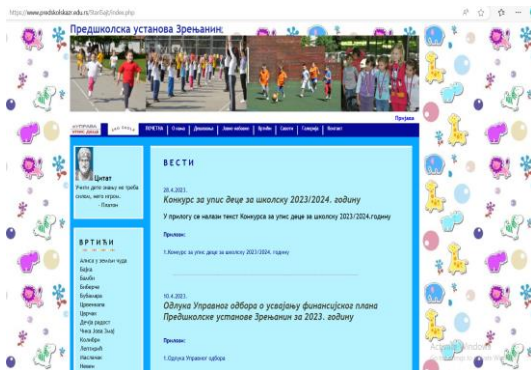 https://www.predskolskazr.edu.rs/StariSajt/index.php
Предшколска установа Зрењанин
Пријава
ПОЧЕТНА | О нама | Делатност | Јавне набавке | Вртићи | Савети | Галерија | Контакт
Цитат
Учити дете знању не треба
силом, него игром.
- Платон
ВЕСТИ
28.4.2023.
Конкурс за упис деце за школску 2023/2024. годину
У прилогу се налази текст Конкурса за упис деце за школску 2023/2024.годину
Прилози:
1.Конкурс за упис деце за школску 2023/2024. годину
ВРТИЋИ
Алиса у земљи чуда
Бајка
Бамби
Биберче
Бубамара
Цврчак
Дечја радост
Чика Јова Змај
Колибри
Лептирић
Маслачак
Невен
10.4.2023.
Одлука Управног одбора о усвајању финансијског плана
Предшколске установе Зрењанин за 2023. годину
Прилози:
1.Одлука Управног одбора